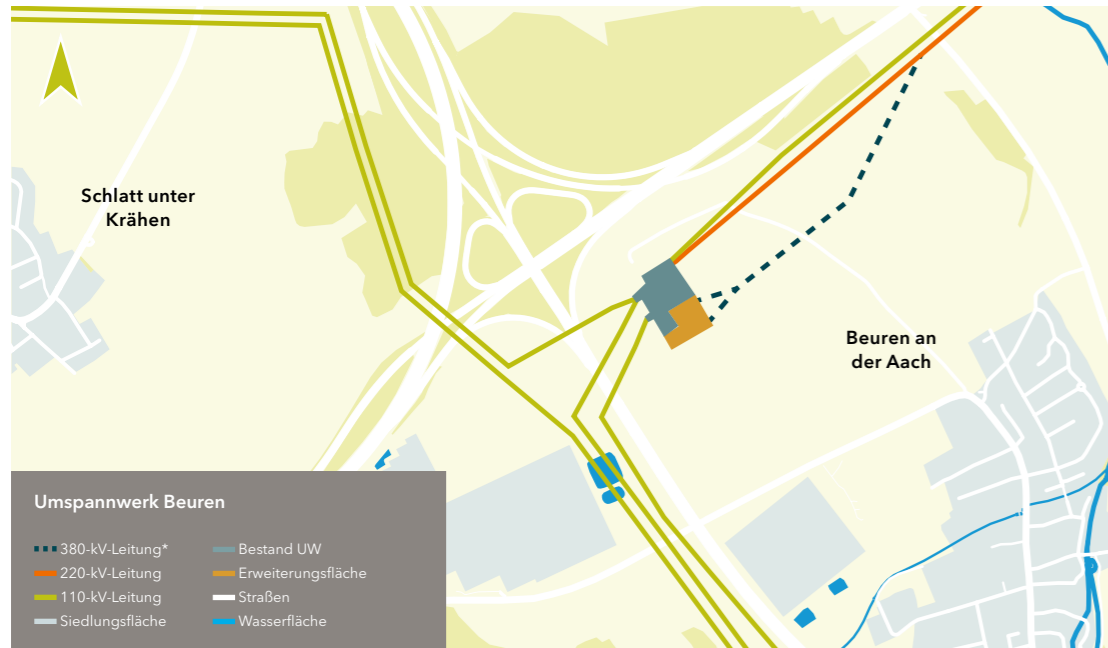 Schlatt unter
Krähen
Beuren an
der Aach
Umspannwerk Beuren
380-kV-Leitung*
220-kV-Leitung
110-kV-Leitung
Siedlungsfläche
Bestand UW
Erweiterungsfläche
Straßen
Wasserfläche